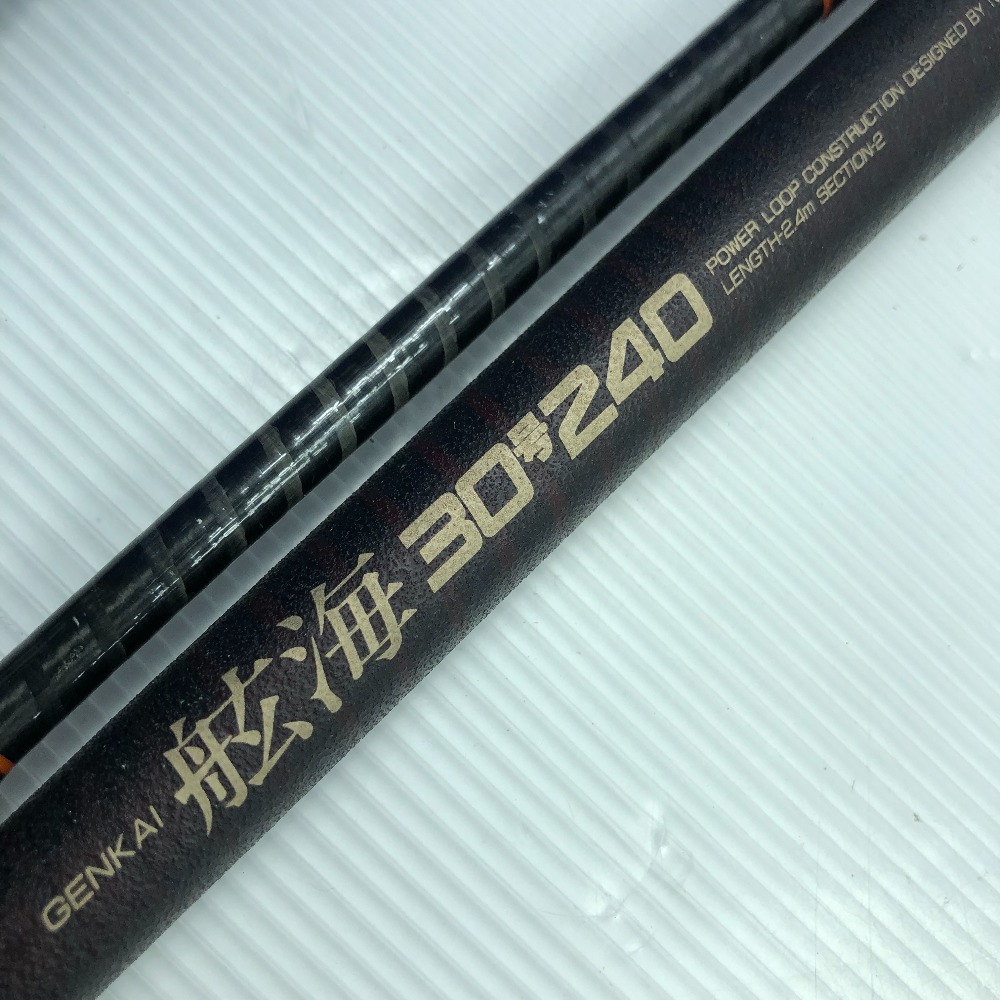 GENKAI 舷海 30号240
POWER LOOP CONSTRUCTION DESIGNED BY
LENGTH-2.4m SECTION-2